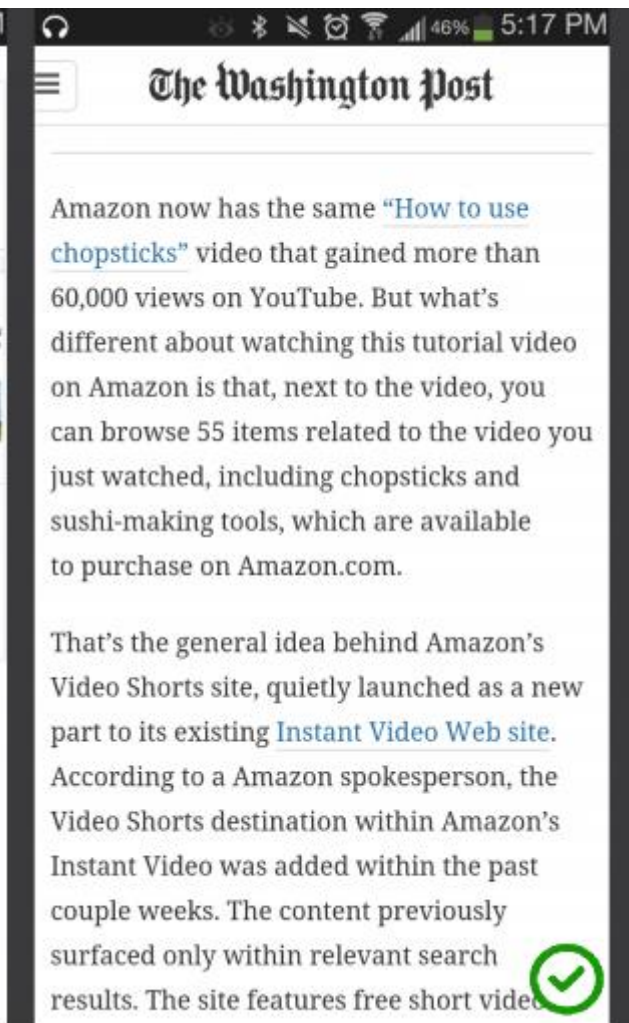 46% 5:17 PM
The Washington Post
Amazon now has the same “How to use
chopsticks” video that gained more than
60,000 views on YouTube. But what’s
different about watching this tutorial video
on Amazon is that, next to the video, you
can browse 55 items related to the video you
just watched, including chopsticks and
sushi-making tools, which are available
to purchase on Amazon.com.
That’s the general idea behind Amazon’s
Video Shorts site, quietly launched as a new
part to its existing Instant Video Web site.
According to a Amazon spokesperson, the
Video Shorts destination within Amazon’s
Instant Video was added within the past
couple weeks. The content previously
surfaced only within relevant search
results. The site features free short